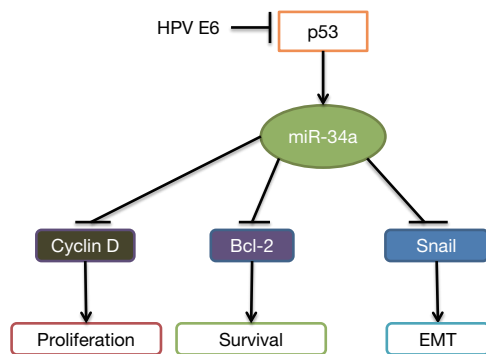 HPV E6
p53
miR-34a
Cyclin D
Bcl-2
Snail
Proliferation
Survival
EMT